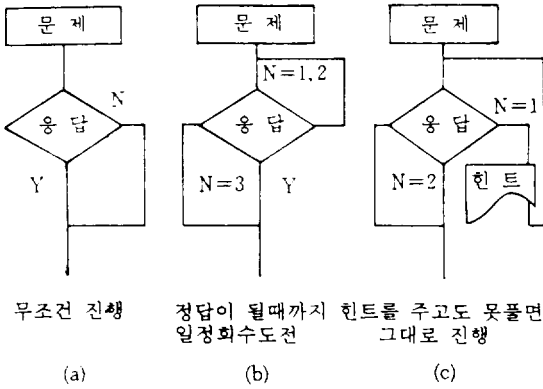 문 제
문 제
문 제
N
N=1, 2
N=1
응 답
응 답
응 답
Y
N=3
Y
N=2
힌 트
무조건 진행
정답이 될때까지
일정회수도전
힌트를 주고도 못풀면
그대로 진행
(a)
(b)
(c)